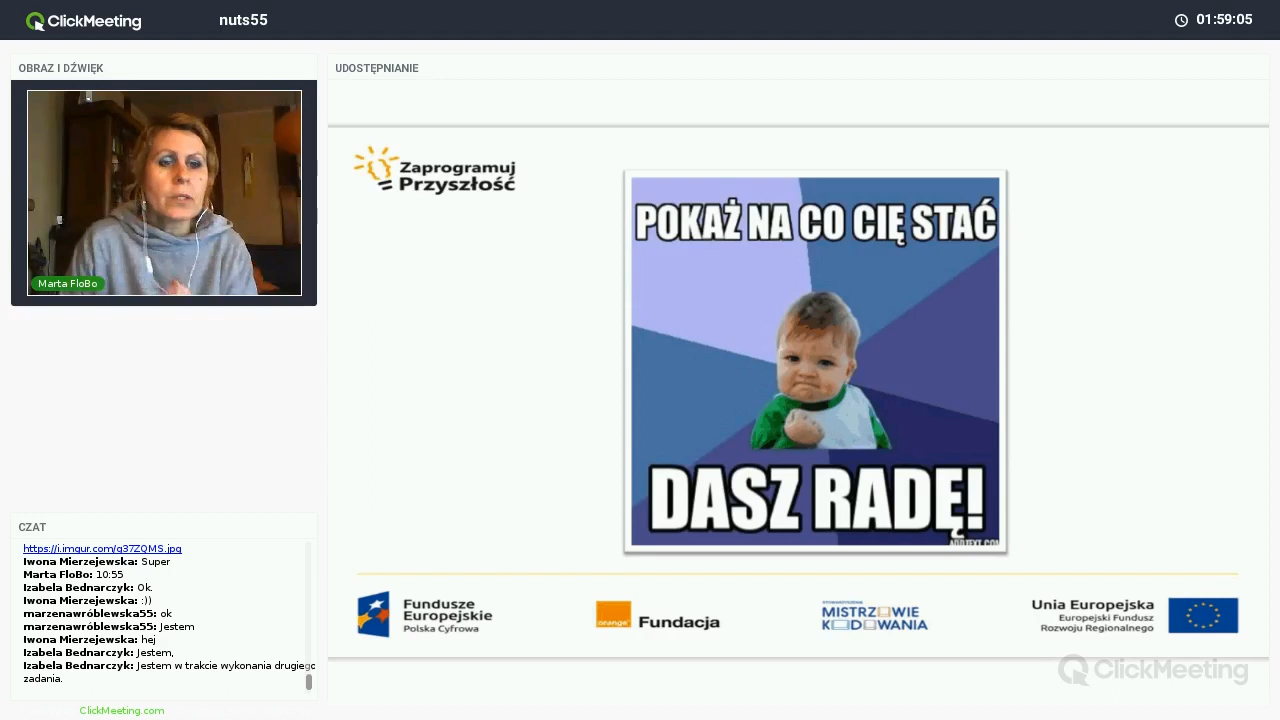 ClickMeeting
nuts55
01:59:05
OBRAZ I DŹWIĘK
Marta FloBo
UDOSTĘPNIANIE
Zaprogramuj
Przyszłość
POKAŻ NA CO CIĘ STAĆ
DASZ RADĘ!
Fundusze
Europejskie
Polska Cyfrowa
orange
Fundacja
STOWARZYSZENIE
MISTRZOWIE
KODOWANIA
Unia Europejska
Europejski Fundusz
Rozwoju Regionalnego
ClickMeeting
CZAT
https://i.imgur.com/g37ZQMS.jpg
Iwona Mierzejewska: Super
Marta FloBo: 10:55
Izabela Bednarczyk: Ok.
Iwona Mierzejewska: :))
marzenawróblewska55: ok
marzenawróblewska55: Jestem
Iwona Mierzejewska: hej
Izabela Bednarczyk: Jestem,
Izabela Bednarczyk: Jestem w trakcie wykonania drugiego
zadania.
ClickMeeting.com